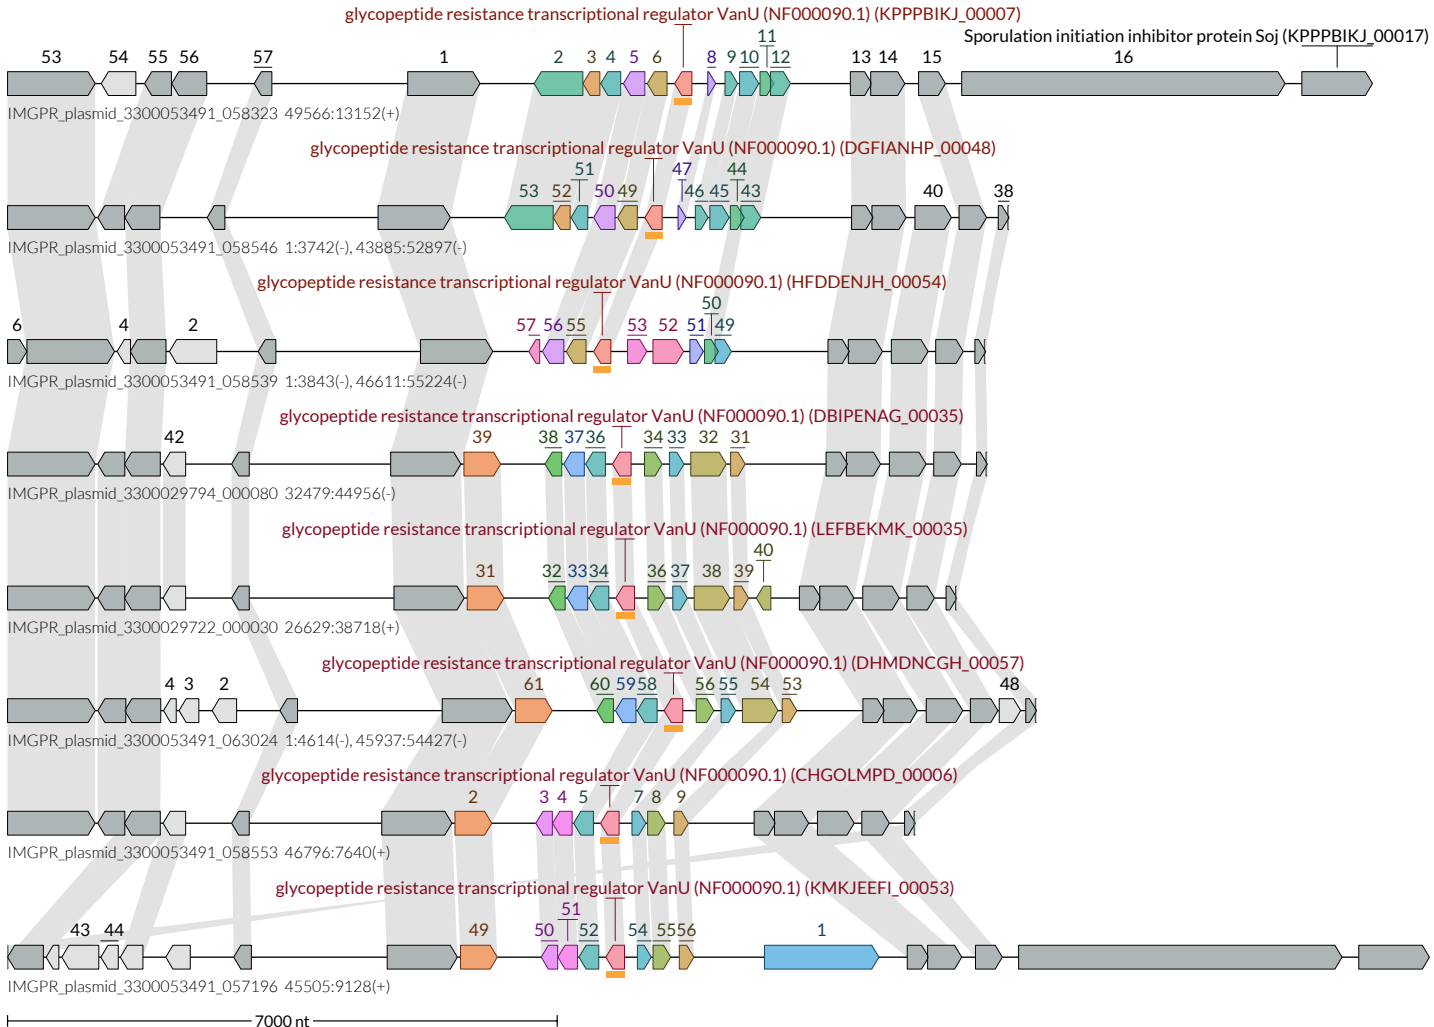 glycopeptide resistance transcriptional regulator VanU (NF000090.1) (KPPPBIKJ_00007)
Sporulation initiation inhibitor protein Soj (KPPPBIKJ_00017)
53 54 55 56 57 1 2 3 4 5 6 8 9 10 11 12 13 14 15 16
IMGPR_plasmid_3300053491_058323 49566:13152(+)
glycopeptide resistance transcriptional regulator VanU (NF000090.1) (DGFIANHP_00048)
53 52 51 50 49 47 46 45 44 43 40 38
IMGPR_plasmid_3300053491_058546 1:3742(-), 43885:52897(-)
glycopeptide resistance transcriptional regulator VanU (NF000090.1) (HFDDENJH_00054)
6 4 2 57 56 55 53 52 51 50 49
IMGPR_plasmid_3300053491_058539 1:3843(-), 46611:55224(-)
glycopeptide resistance transcriptional regulator VanU (NF000090.1) (DBIPENAG_00035)
42 39 38 37 36 34 33 32 31
IMGPR_plasmid_3300029794_000080 32479:44956(-)
glycopeptide resistance transcriptional regulator VanU (NF000090.1) (LEFBEKMK_00035)
31 32 33 34 36 37 38 39 40
IMGPR_plasmid_3300029722_000030 26629:38718(+)
glycopeptide resistance transcriptional regulator VanU (NF000090.1) (DHMDNCGH_00057)
4 3 2 61 60 59 58 56 55 54 53 48
IMGPR_plasmid_3300053491_063024 1:4614(-), 45937:54427(-)
glycopeptide resistance transcriptional regulator VanU (NF000090.1) (CHGOLMPD_00006)
2 3 4 5 7 8 9
IMGPR_plasmid_3300053491_058553 46796:7640(+)
glycopeptide resistance transcriptional regulator VanU (NF000090.1) (KMKJEEFI_00053)
43 44 49 50 51 52 54 55 56 1
IMGPR_plasmid_3300053491_057196 45505:9128(+)
7000 nt